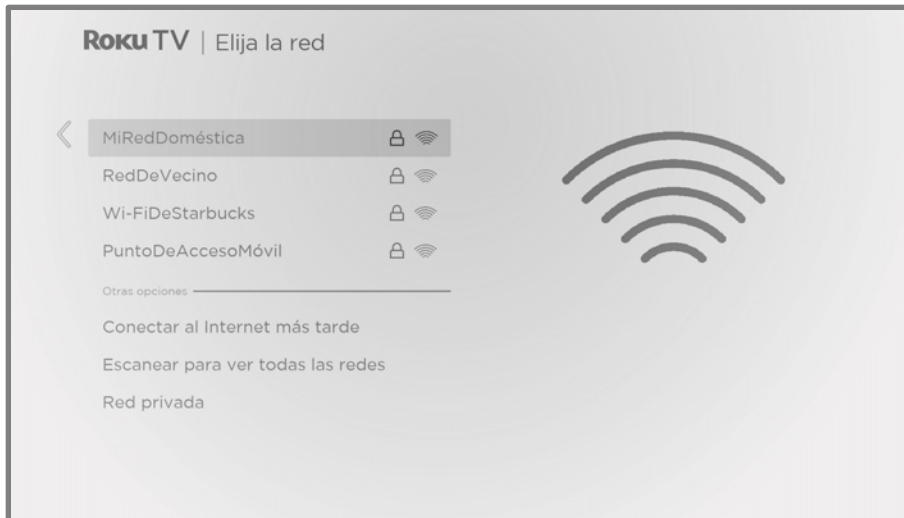 Roku TV | Elija la red
MiRedDoméstica
RedDeVecino
Wi-FiDeStarbucks
PuntoDeAccesoMóvil
Otras opciones
Conectar al Internet más tarde
Escanear para ver todas las redes
Red privada